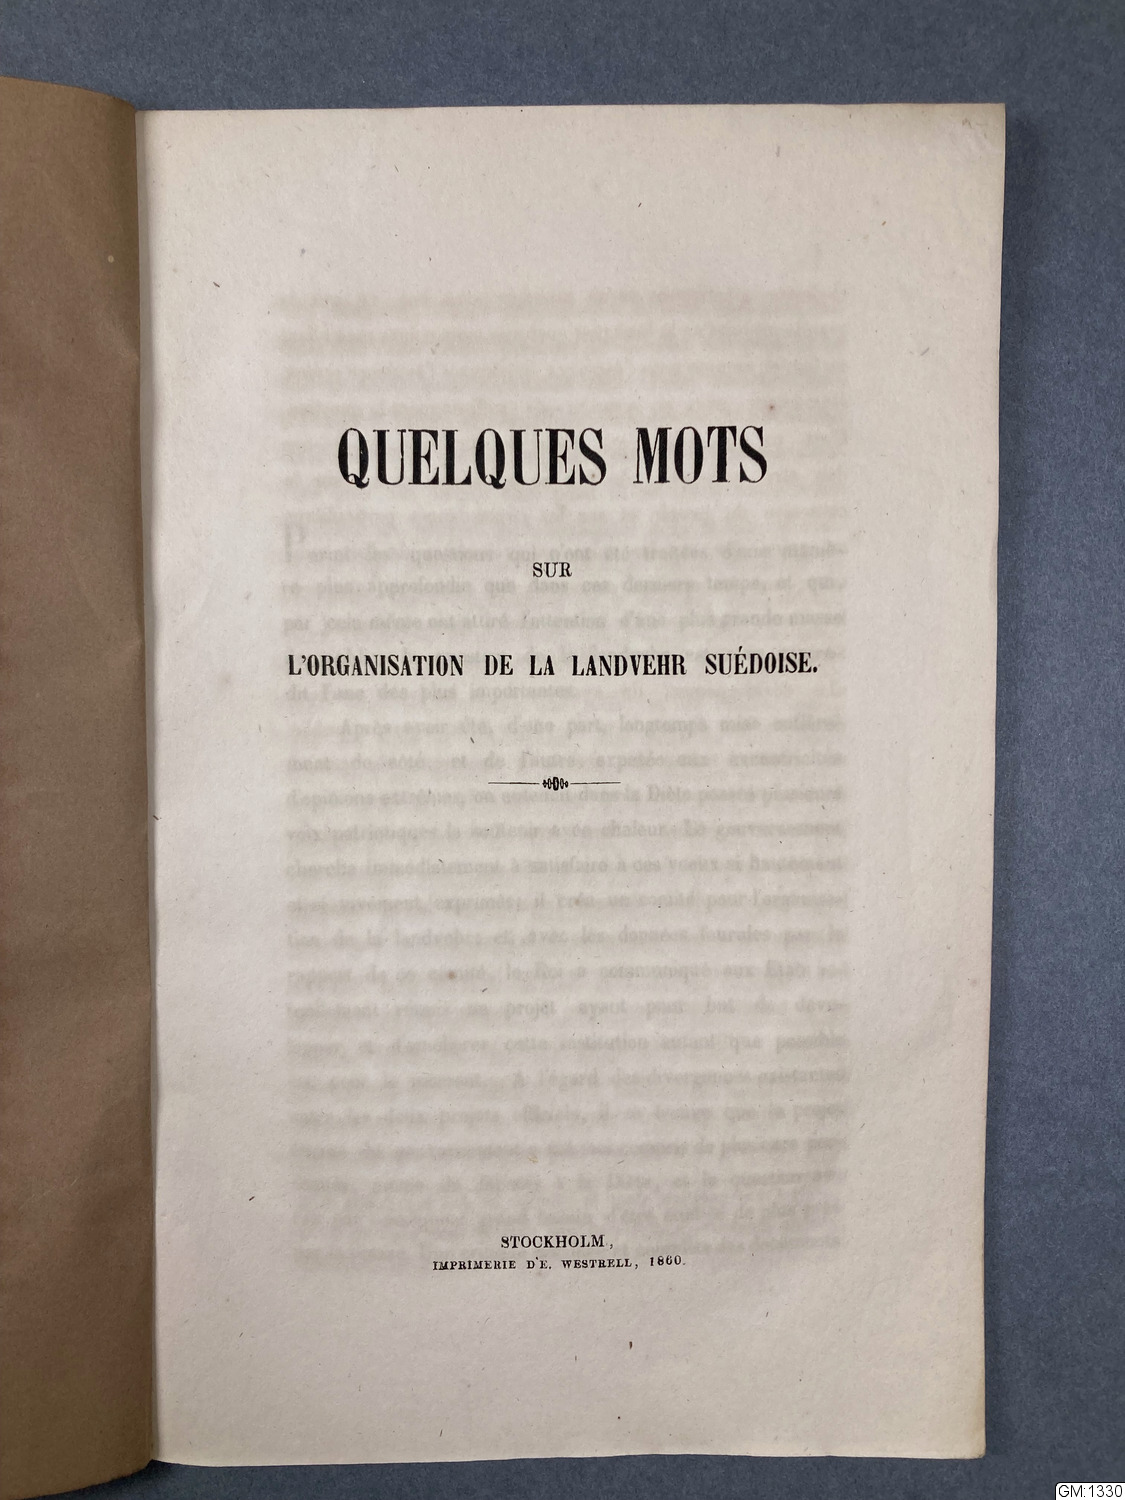 QUELQUES MOTS
SUR
L'ORGANISATION DE LA LANDVEHR SUÉDOISE.
STOCKHOLM,
IMPRIMERIE D'E. WESTRELL, 1860.
GM:1330